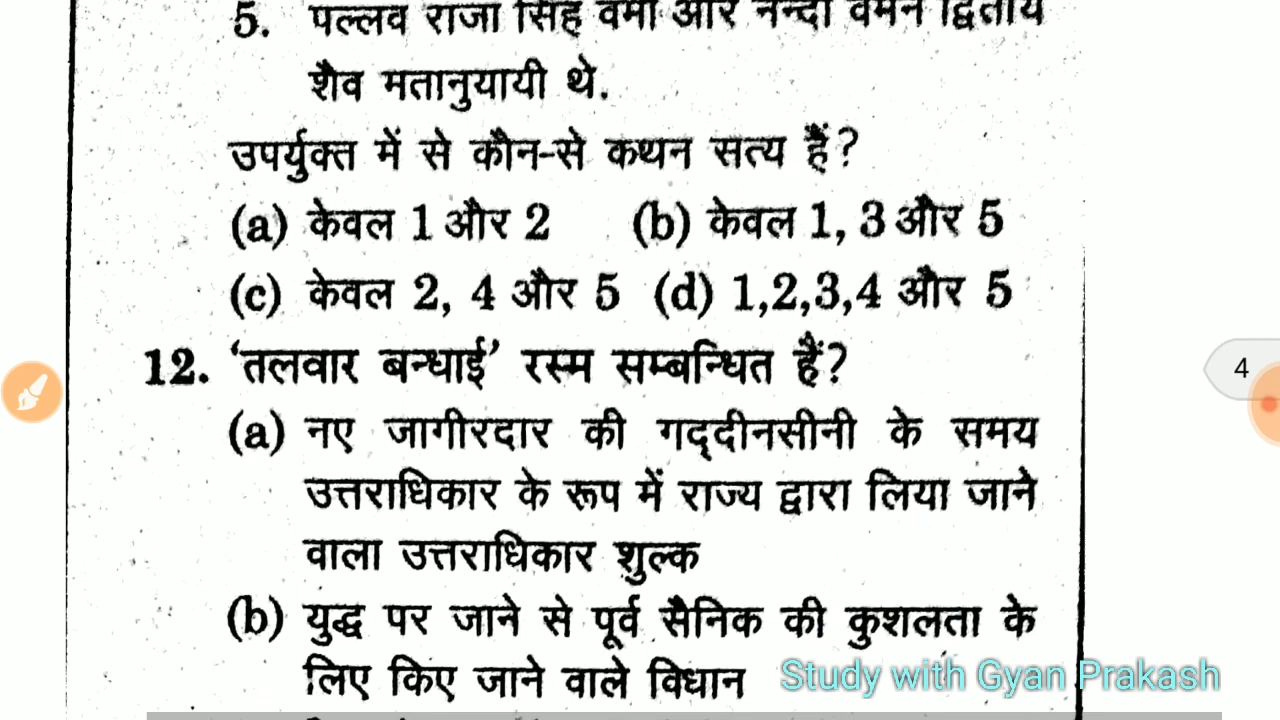 5. पल्लव राजा सिंह वर्मा और नन्दी वर्मन द्वितीय
शैव मतानुयायी थे.
उपर्युक्त में से कौन-से कथन सत्य हैं?
(a) केवल 1 और 2 (b) केवल 1, 3 और 5
(c) केवल 2, 4 और 5 (d) 1,2,3,4 और 5
12. ‘तलवार बन्धाई’ रस्म सम्बन्धित हैं?
(a) नए जागीरदार की गद्दीनसीनी के समय
उत्तराधिकार के रूप में राज्य द्वारा लिया जाने
वाला उत्तराधिकार शुल्क
(b) युद्ध पर जाने से पूर्व सैनिक की कुशलता के
लिए किए जाने वाले विधान
4
Study with Gyan Prakash